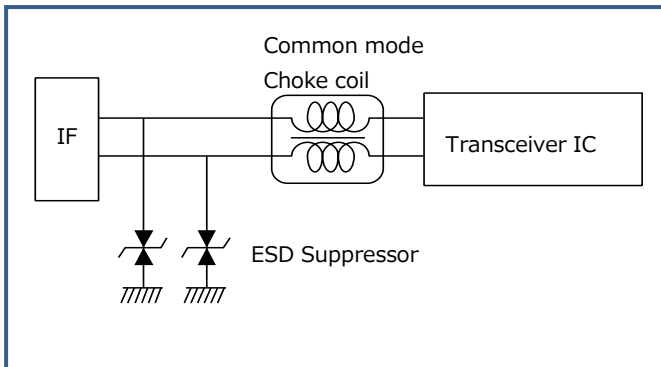 Common mode
Choke coil
IF
Transceiver IC
ESD Suppressor